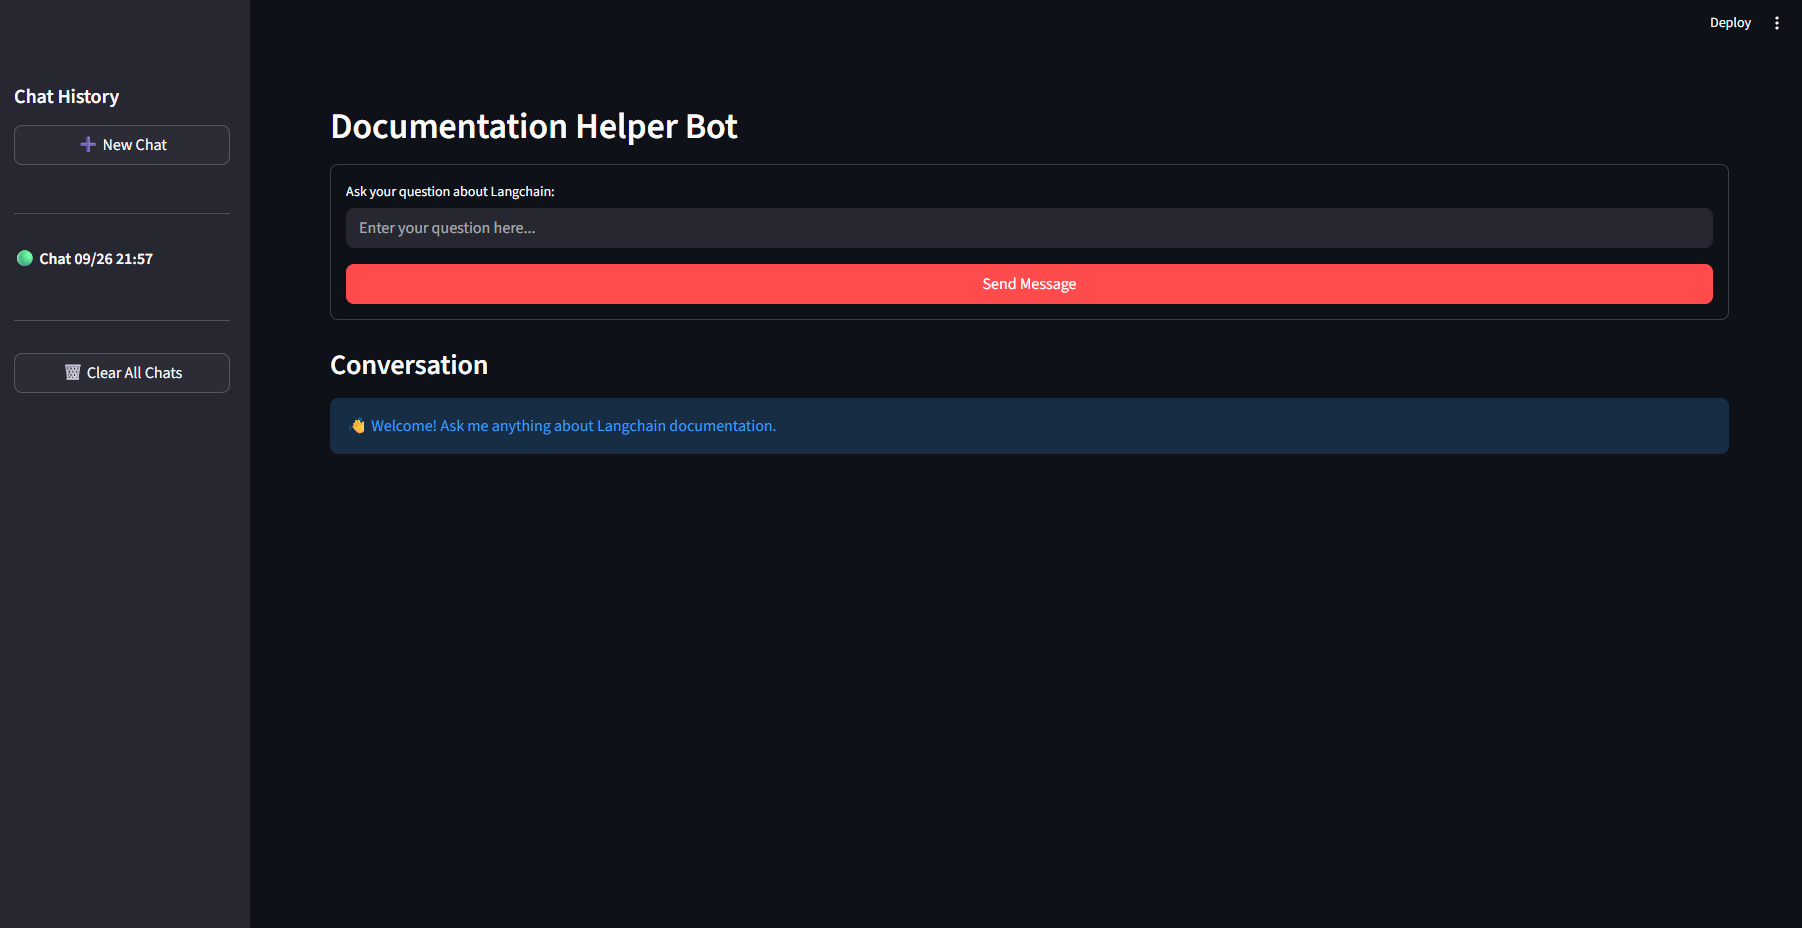 Deploy
Chat History
➕ New Chat
🟢 Chat 09/26 21:57
🗑️ Clear All Chats
Documentation Helper Bot
Ask your question about Langchain:
Enter your question here...
Send Message
Conversation
👋 Welcome! Ask me anything about Langchain documentation.